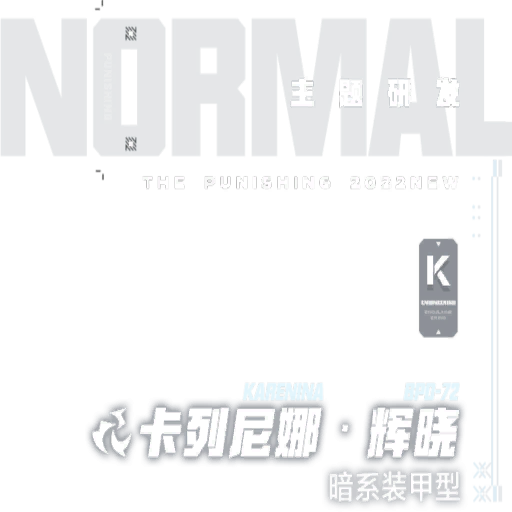 NORMAL
主题研发
THE PUNISHING 2022NEW
K
KARENINA BPO-72
卡列尼娜·辉晓
暗系装甲型